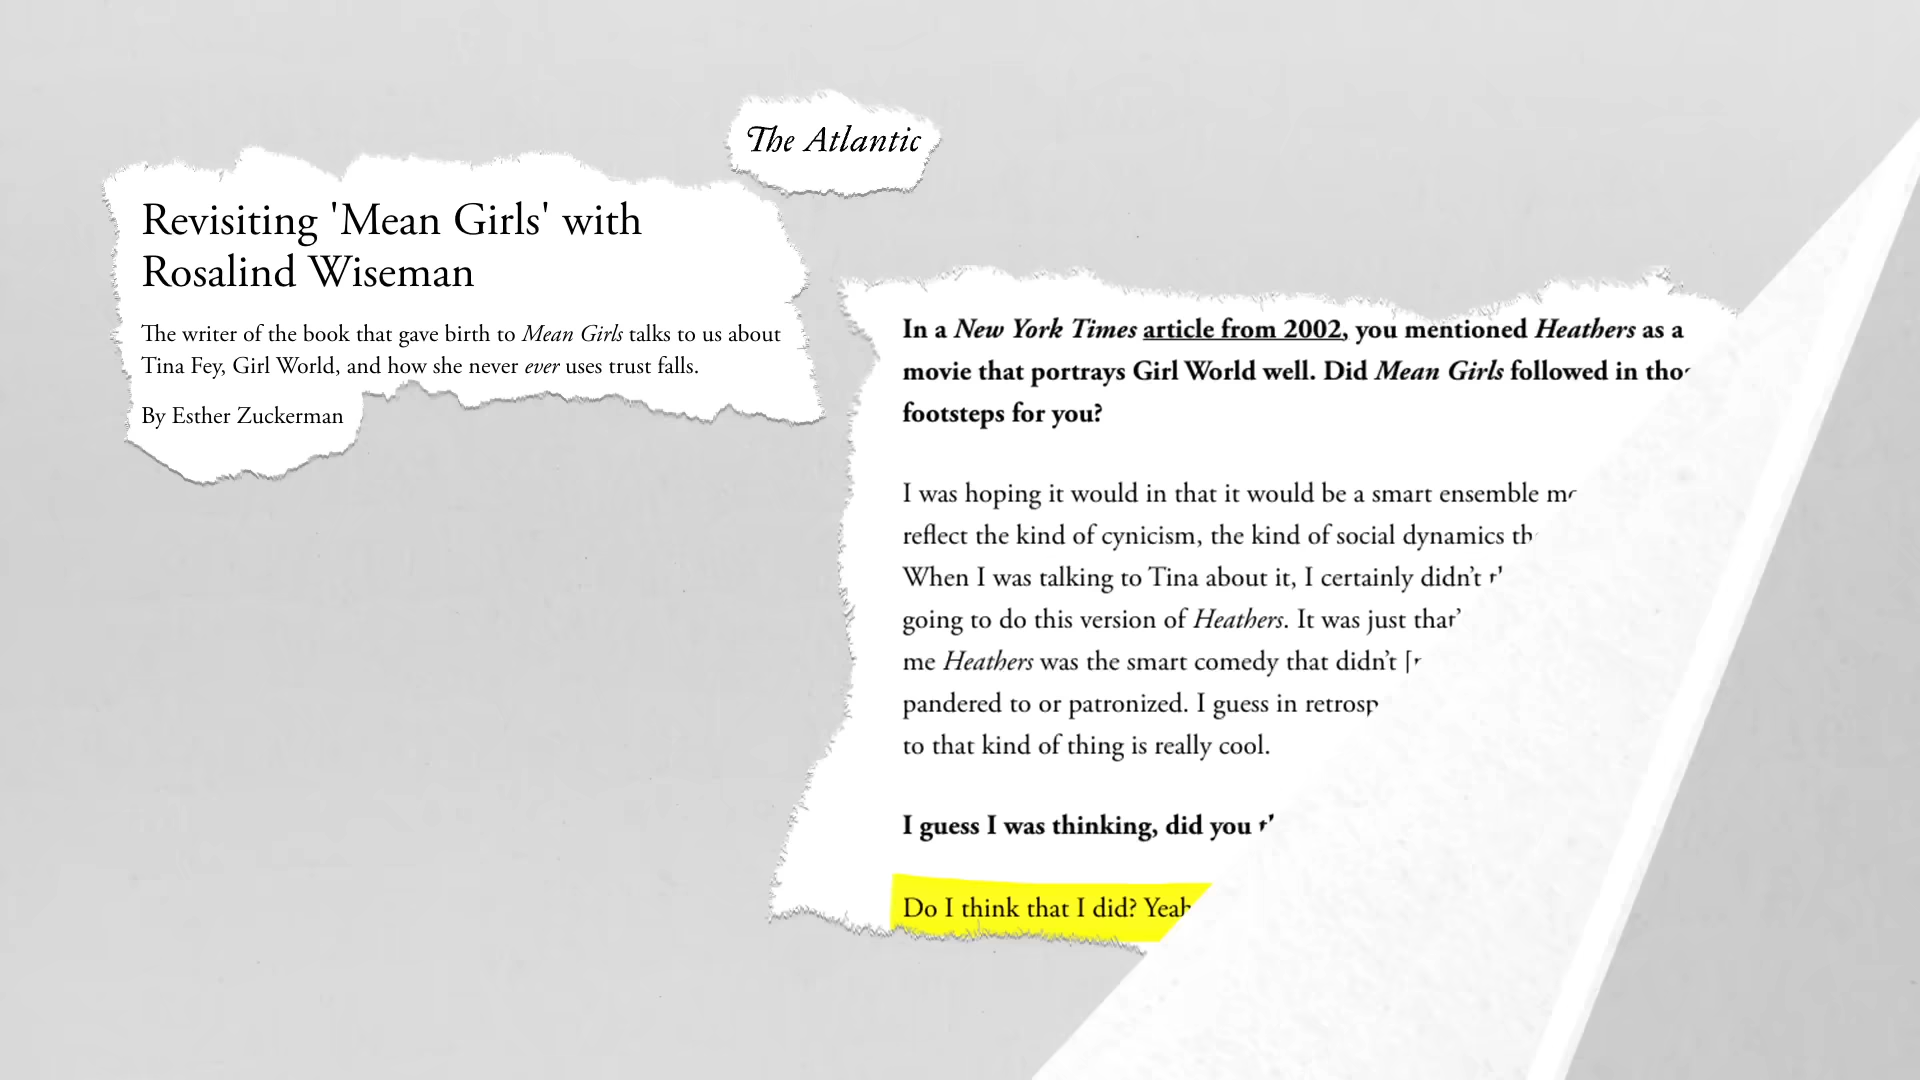 The Atlantic
Revisiting 'Mean Girls' with
Rosalind Wiseman
The writer of the book that gave birth to Mean Girls talks to us about
Tina Fey, Girl World, and how she never ever uses trust falls.
By Esther Zuckerman
In a New York Times article from 2002, you mentioned Heathers as a
movie that portrays Girl World well. Did Mean Girls followed in
footsteps for you?
I was hoping it would in that it would be a smart ensemble
reflect the kind of cynicism, the kind of social dynamics
When I was talking to Tina about it, I certainly didn’t
going to do this version of Heathers. It was just
me Heathers was the smart comedy that didn’t
pandered to or patronized. I guess in
to that kind of thing is really cool.
I guess I was thinking, did you
Do I think that I did? Yeah